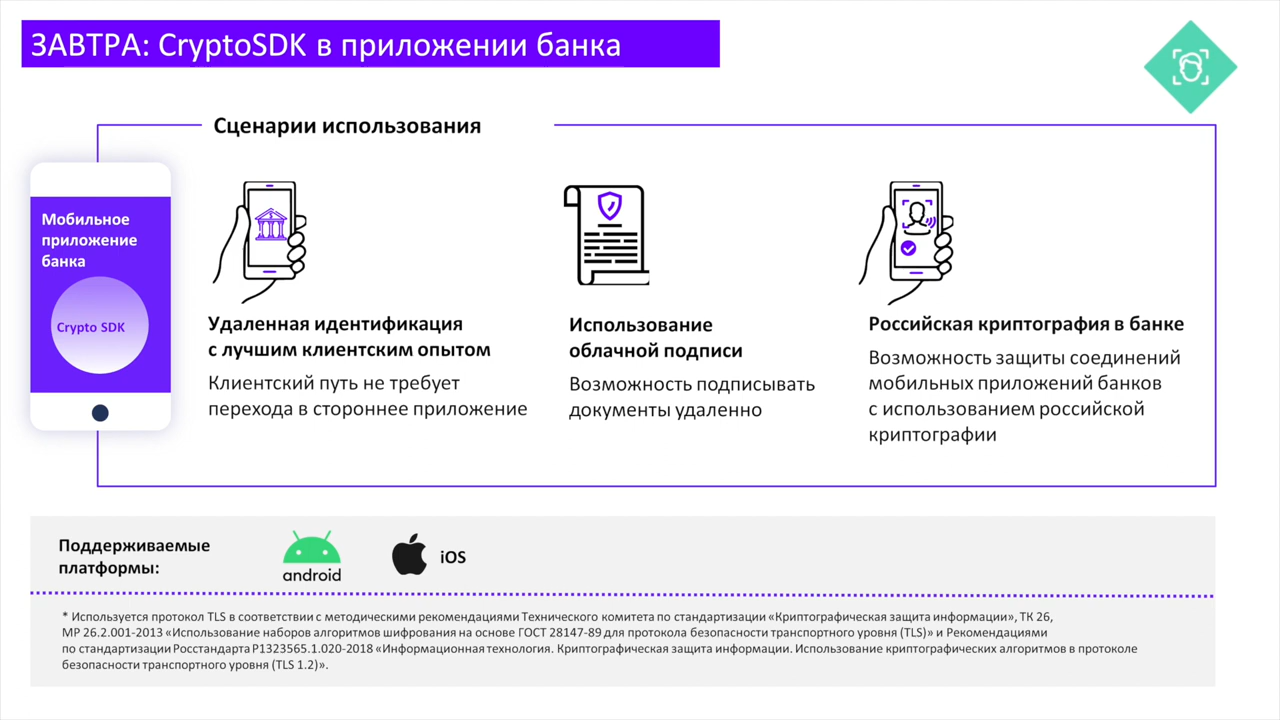 ЗАВТРА: CryptoSDK в приложении банка
Сценарии использования
Мобильное
приложение
банка
Crypto SDK
Удаленная идентификация
с лучшим клиентским опытом
Клиентский путь не требует
перехода в стороннее приложение
Использование
облачной подписи
Возможность подписывать
документы удаленно
Российская криптография в банке
Возможность защиты соединений
мобильных приложений банков
с использованием российской
криптографии
Поддерживаемые
платформы:
android
iOS
* Используется протокол TLS в соответствии с методическими рекомендациями Технического комитета по стандартизации «Криптографическая защита информации», ТК 26,
МР 26.2.001-2013 «Использование наборов алгоритмов шифрования на основе ГОСТ 28147-89 для протокола безопасности транспортного уровня (TLS)» и Рекомендациями
по стандартизации Росстандарта Р1323565.1.020-2018 «Информационная технология. Криптографическая защита информации. Использование криптографических алгоритмов в протоколе
безопасности транспортного уровня (TLS 1.2)».